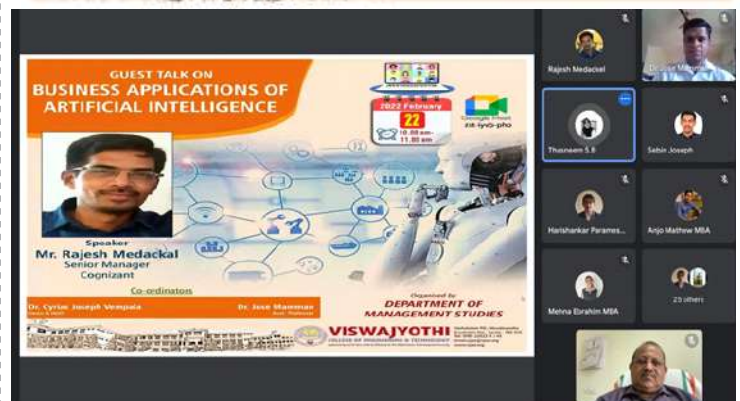 GUEST TALK ON
BUSINESS APPLICATIONS OF
ARTIFICIAL INTELLIGENCE
2022 February
22
10.00 am-
11.00 am
Google Meet
Speaker
Mr. Rajesh Medackal
Senior Manager
Cognizant
Co-ordinators
Dr. Cyriac Joseph Vempala
Dr. Jose Mamman
Organised by
DEPARTMENT OF
MANAGEMENT STUDIES
VISWAJYOTHI
COLLEGE OF ENGINEERING & TECHNOLOGY
Rajesh Medackel
Thasneem S.B
Sebin Joseph
Harishankar Parames...
Anjo Mathew MBA
Mehna Ebrahim MBA
23 others